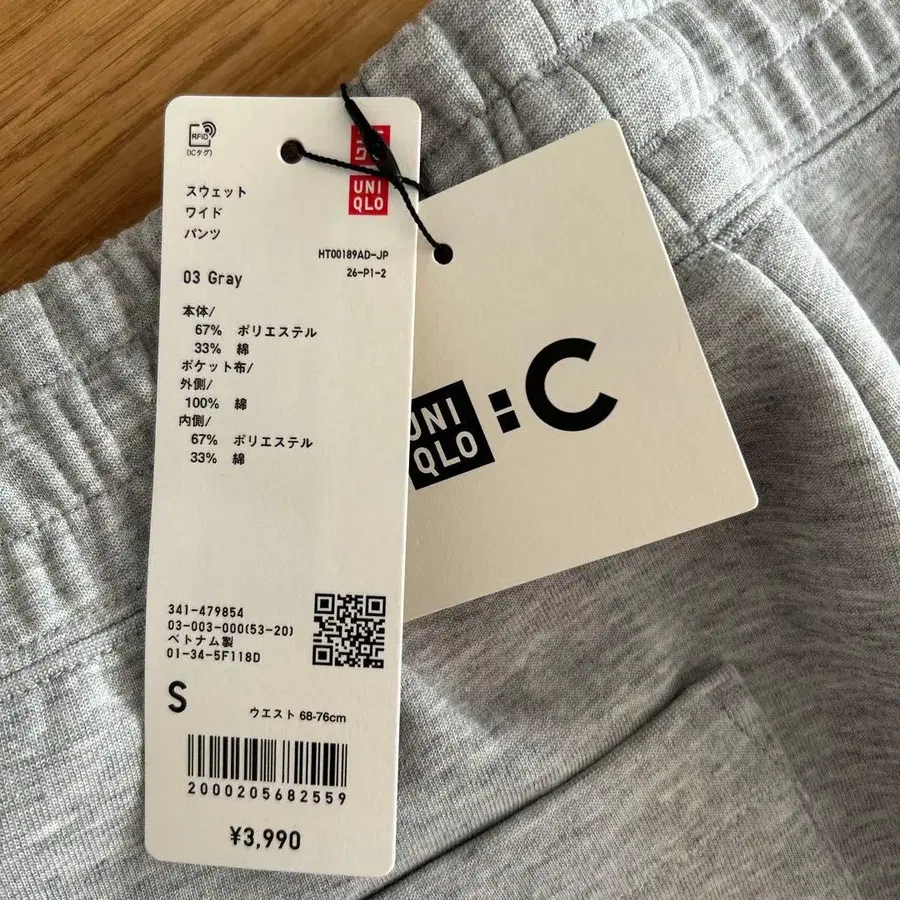 RFID
(ICタグ)
UNI
QLO
スウェット
ワイド
パンツ
HT00189AD-JP
03 Gray
26-P1-2
本体/
67% ポリエステル
33% 綿
ポケット布/
外側/
100% 綿
内側/
67% ポリエステル
33% 綿
341-479854
03-003-000(53-20)
ベトナム製
01-34-5F118D
S
ウエスト 68-76cm
2000205682559
¥3,990
UNI
QLO
:C